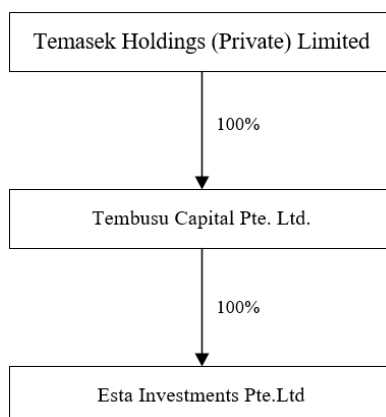 Temasek Holdings (Private) Limited
100%
Tembusu Capital Pte. Ltd.
100%
Esta Investments Pte.Ltd